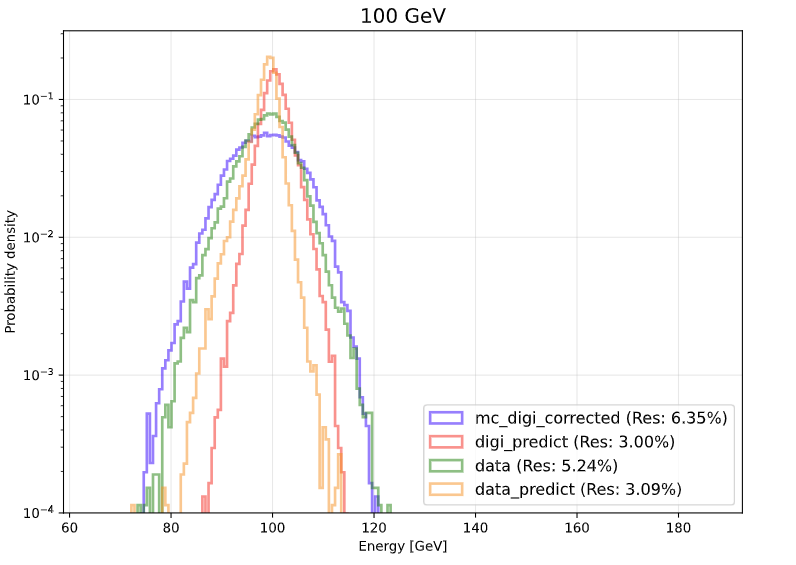 100 GeV
Probability density
10⁻¹
10⁻²
10⁻³
10⁻⁴
mc_digi_corrected (Res: 6.35%)
digi_predict (Res: 3.00%)
data (Res: 5.24%)
data_predict (Res: 3.09%)
60 80 100 120 140 160 180
Energy [GeV]